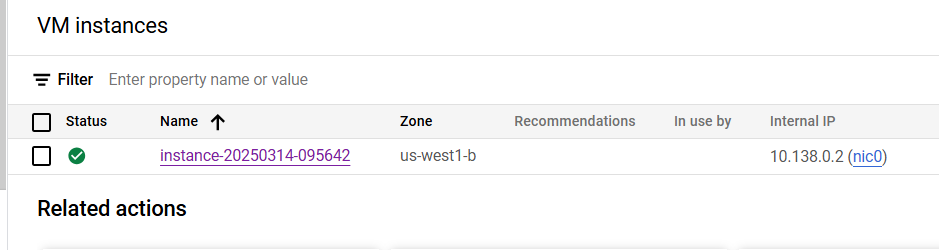 VM instances
Filter Enter property name or value
Status Name Zone Recommendations In use by Internal IP
instance-20250314-095642 us-west1-b 10.138.0.2 (nic0)
Related actions